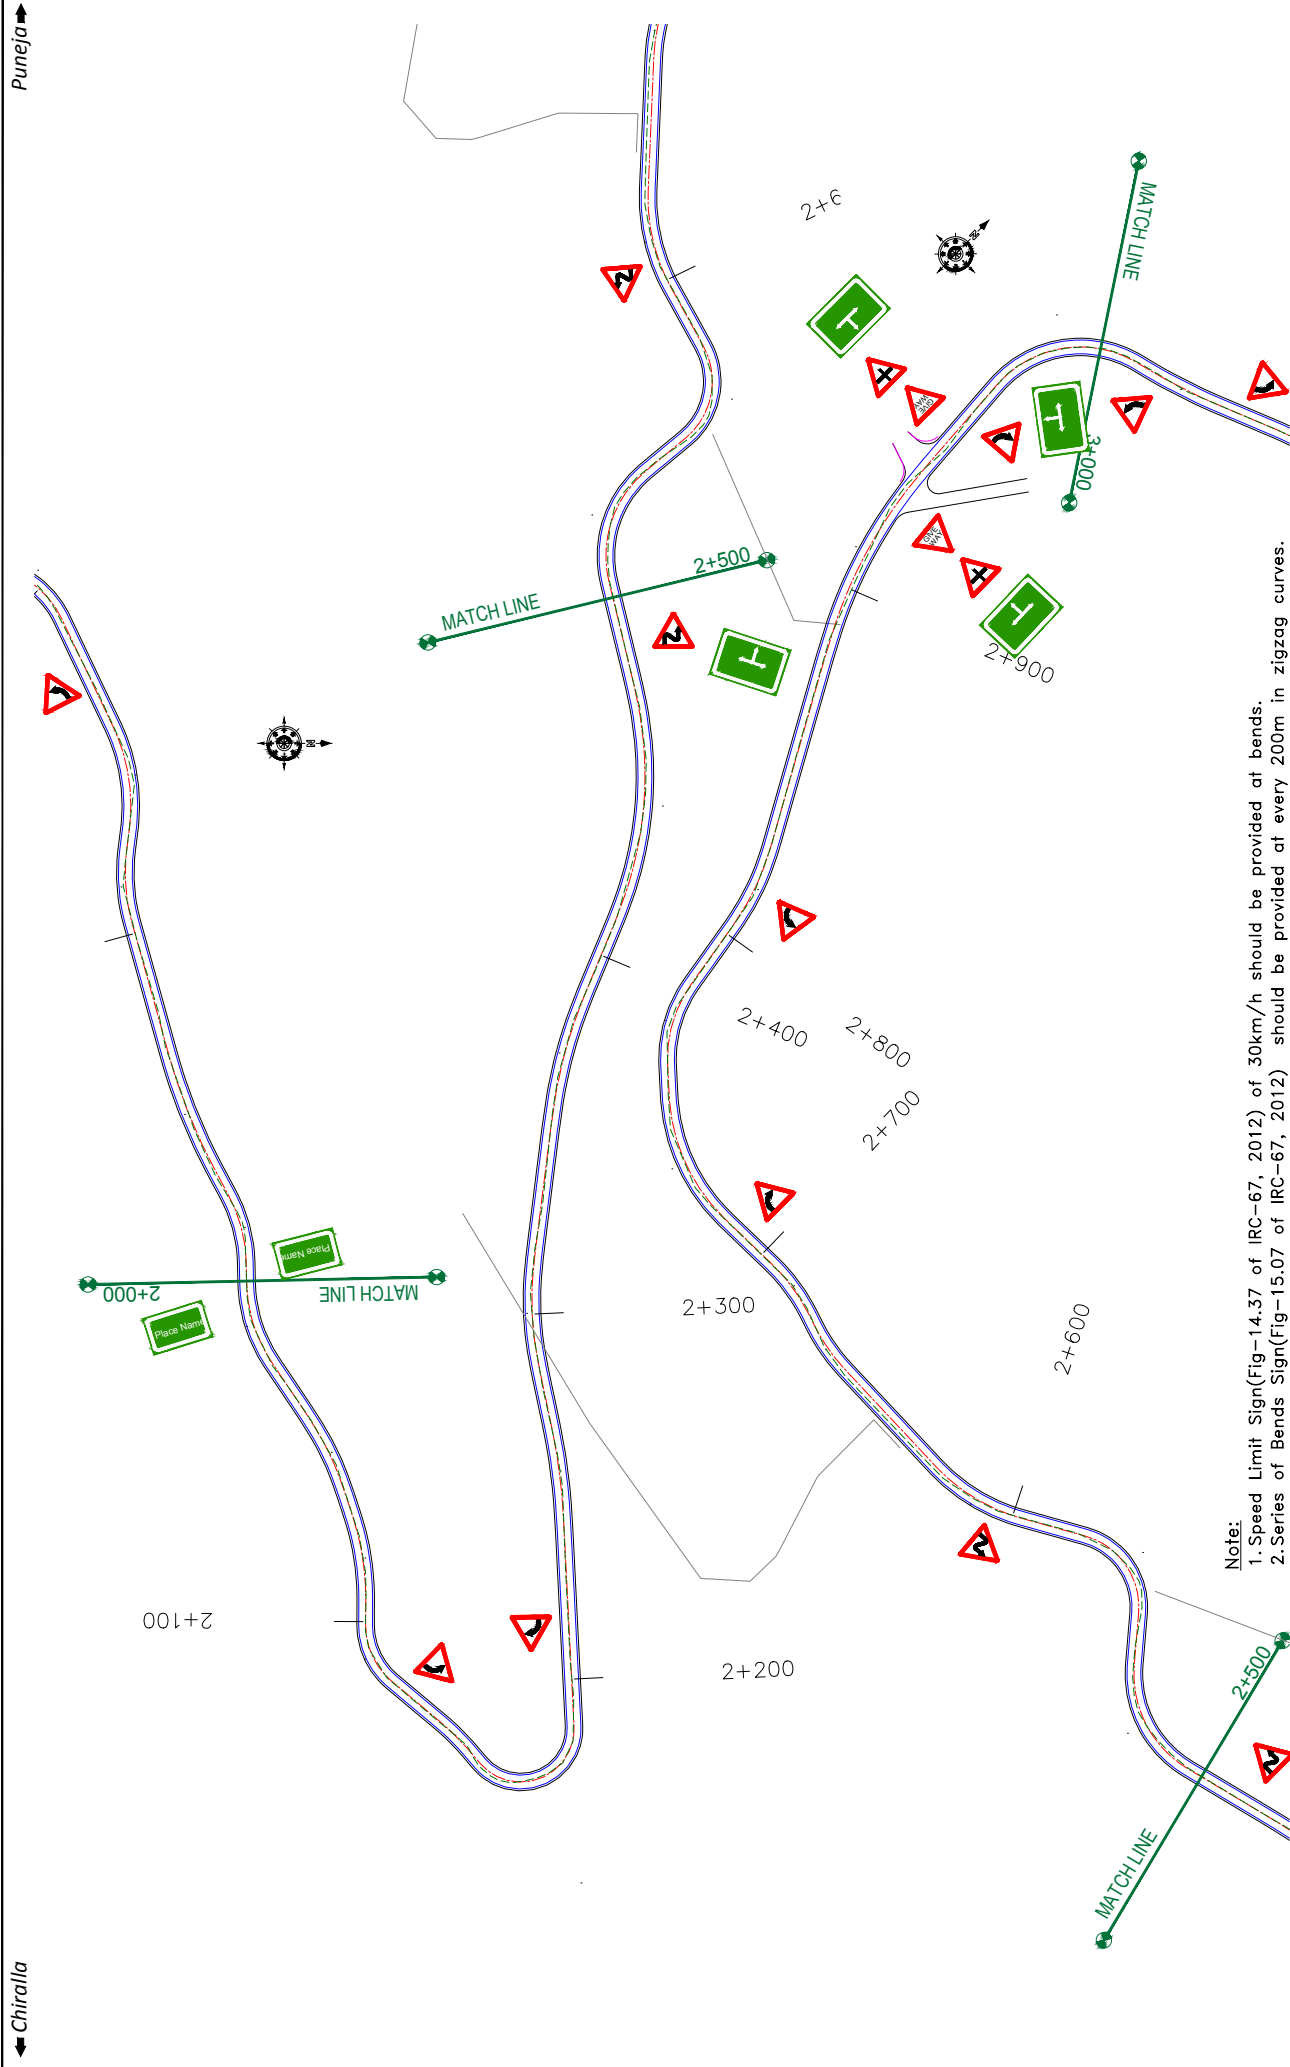 Chiralla
Puneja
2+000
MATCH LINE
Place Name
Place Name
2+100
2+200
2+300
2+400
MATCH LINE
2+500
2+6
MATCH LINE
2+500
2+600
2+700
2+800
2+900
GIVE
WAY
GIVE
WAY
MATCH LINE
3+000
N
N
Note:
1.Speed Limit Sign(Fig-14.37 of IRC-67, 2012) of 30km/h should be provided at bends.
2.Series of Bends Sign(Fig-15.07 of IRC-67, 2012) should be provided at every 200m in zigzag curves.